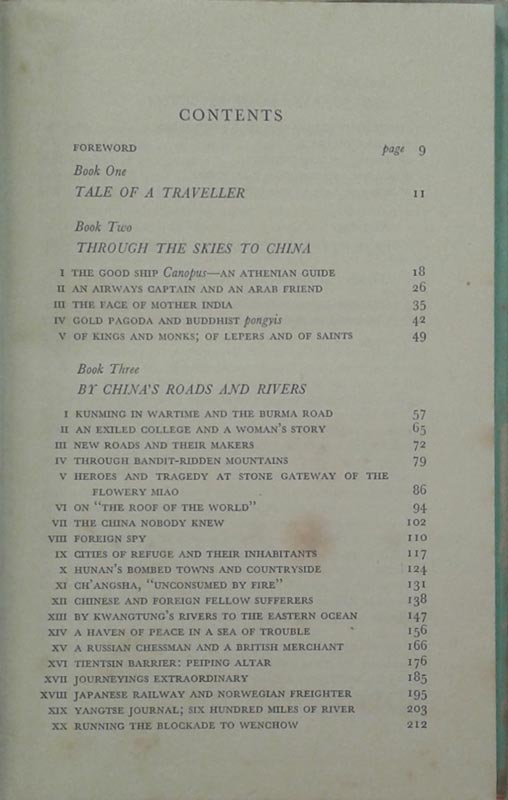 CONTENTS
FOREWORD page 9
Book One
TALE OF A TRAVELLER 11
Book Two
THROUGH THE SKIES TO CHINA
I THE GOOD SHIP Canopus—AN ATHENIAN GUIDE 18
II AN AIRWAYS CAPTAIN AND AN ARAB FRIEND 26
III THE FACE OF MOTHER INDIA 35
IV GOLD PAGODA AND BUDDHIST pongyis 42
V OF KINGS AND MONKS; OF LEPERS AND OF SAINTS 49
Book Three
BY CHINA'S ROADS AND RIVERS
I KUNMING IN WARTIME AND THE BURMA ROAD 57
II AN EXILED COLLEGE AND A WOMAN'S STORY 65
III NEW ROADS AND THEIR MAKERS 72
IV THROUGH BANDIT-RIDDEN MOUNTAINS 79
V HEROES AND TRAGEDY AT STONE GATEWAY OF THE
FLOWERY MIAO 86
VI ON "THE ROOF OF THE WORLD" 94
VII THE CHINA NOBODY KNEW 102
VIII FOREIGN SPY 110
IX CITIES OF REFUGE AND THEIR INHABITANTS 117
X HUNAN'S BOMBED TOWNS AND COUNTRYSIDE 124
XI CH'ANGSHA, "UNCONSUMED BY FIRE" 131
XII CHINESE AND FOREIGN FELLOW SUFFERERS 138
XIII BY KWANGTUNG'S RIVERS TO THE EASTERN OCEAN 147
XIV A HAVEN OF PEACE IN A SEA OF TROUBLE 156
XV A RUSSIAN CHESSMAN AND A BRITISH MERCHANT 166
XVI TIENTSIN BARRIER: PEIPING ALTAR 176
XVII JOURNEYINGS EXTRAORDINARY 185
XVIII JAPANESE RAILWAY AND NORWEGIAN FREIGHTER 195
XIX YANGTSE JOURNAL; SIX HUNDRED MILES OF RIVER 203
XX RUNNING THE BLOCKADE TO WENCHOW 212